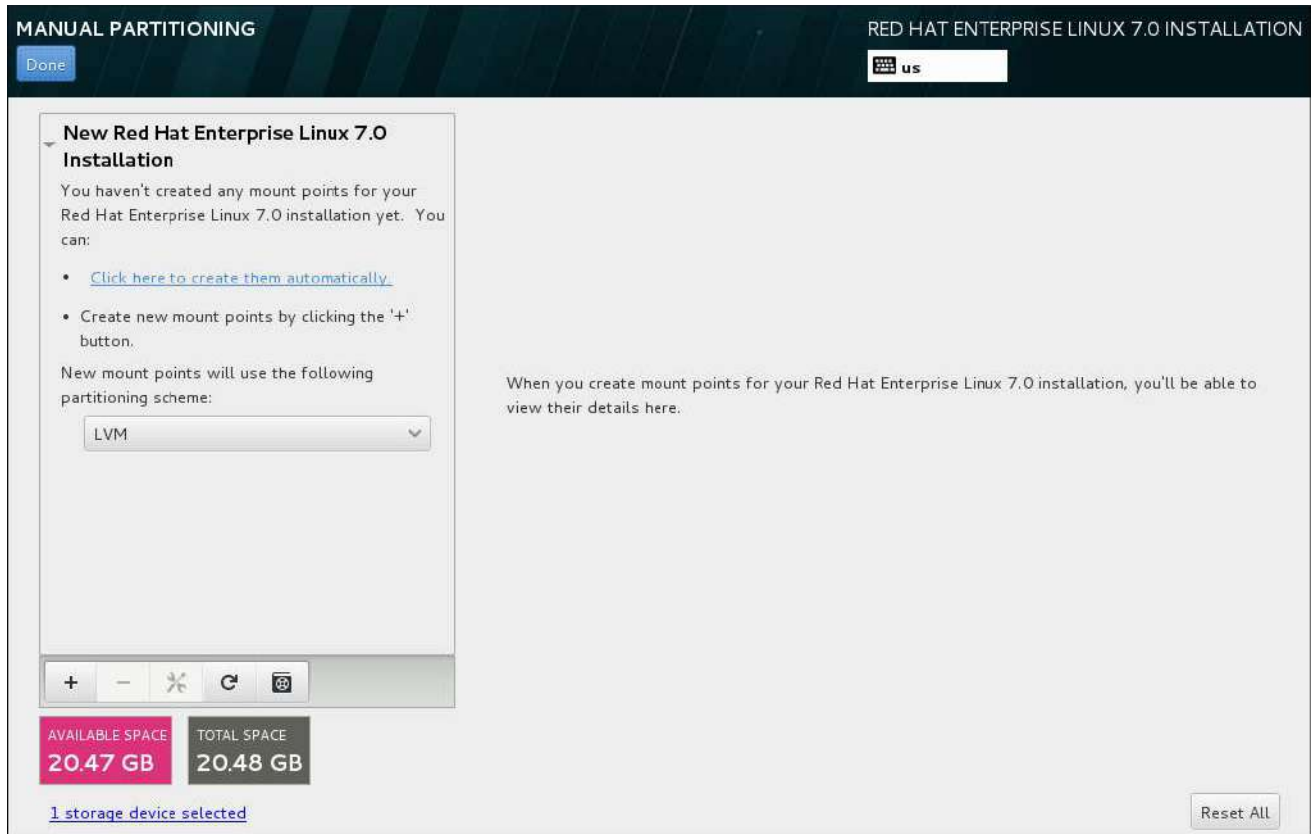 MANUAL PARTITIONING
RED HAT ENTERPRISE LINUX 7.0 INSTALLATION
Done
us
New Red Hat Enterprise Linux 7.0
Installation
You haven't created any mount points for your
Red Hat Enterprise Linux 7.0 installation yet. You
can:
• Click here to create them automatically.
• Create new mount points by clicking the '+'
button.
New mount points will use the following
partitioning scheme:
LVM
When you create mount points for your Red Hat Enterprise Linux 7.0 installation, you'll be able to
view their details here.
+ −
AVAILABLE SPACE
20.47 GB
TOTAL SPACE
20.48 GB
1 storage device selected
Reset All